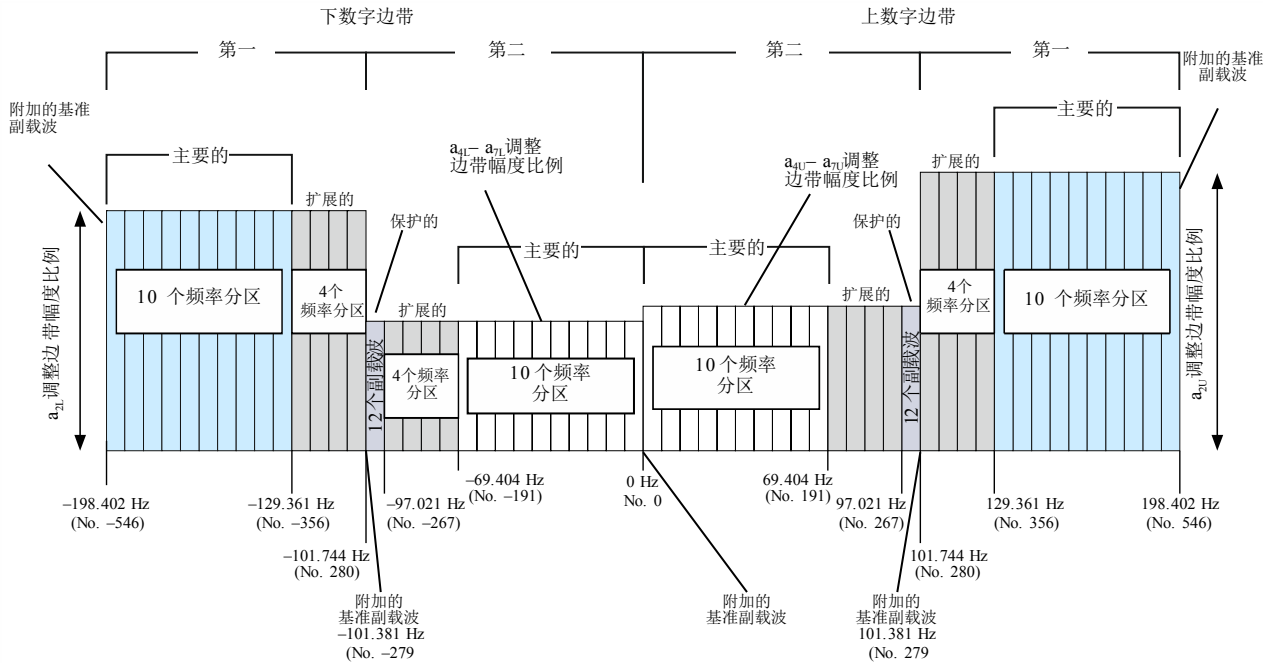 下数字边带
上数字边带
第一
第二
第二
第一
附加的基准
副载波
附加的基准
副载波
主要的
扩展的
a4L– a7L调整
边带幅度比例
a4U– a7U调整
边带幅度比例
扩展的
主要的
保护的
主要的
主要的
保护的
扩展的
扩展的
a2L调整边 带幅度比例
10 个频率分区
4个
频率分区
12个副载波
4个频率
分区
10个频率
分区
10个频率
分区
12个副载波
4个
频率分区
10 个频率分区
a2U调整边带幅度比例
–198.402 Hz
(No. –546)
–129.361 Hz
(No. –356)
–101.744 Hz
(No. 280)
–97.021 Hz
(No. –267)
–69.404 Hz
(No. –191)
0 Hz
No. 0
69.404 Hz
(No. 191)
97.021 Hz
(No. 267)
101.744 Hz
(No. 280)
129.361 Hz
(No. 356)
198.402 Hz
(No. 546)
附加的
基准副载波
–101.381 Hz
(No. –279
附加的
基准副载波
附加的
基准副载波
101.381 Hz
(No. 279